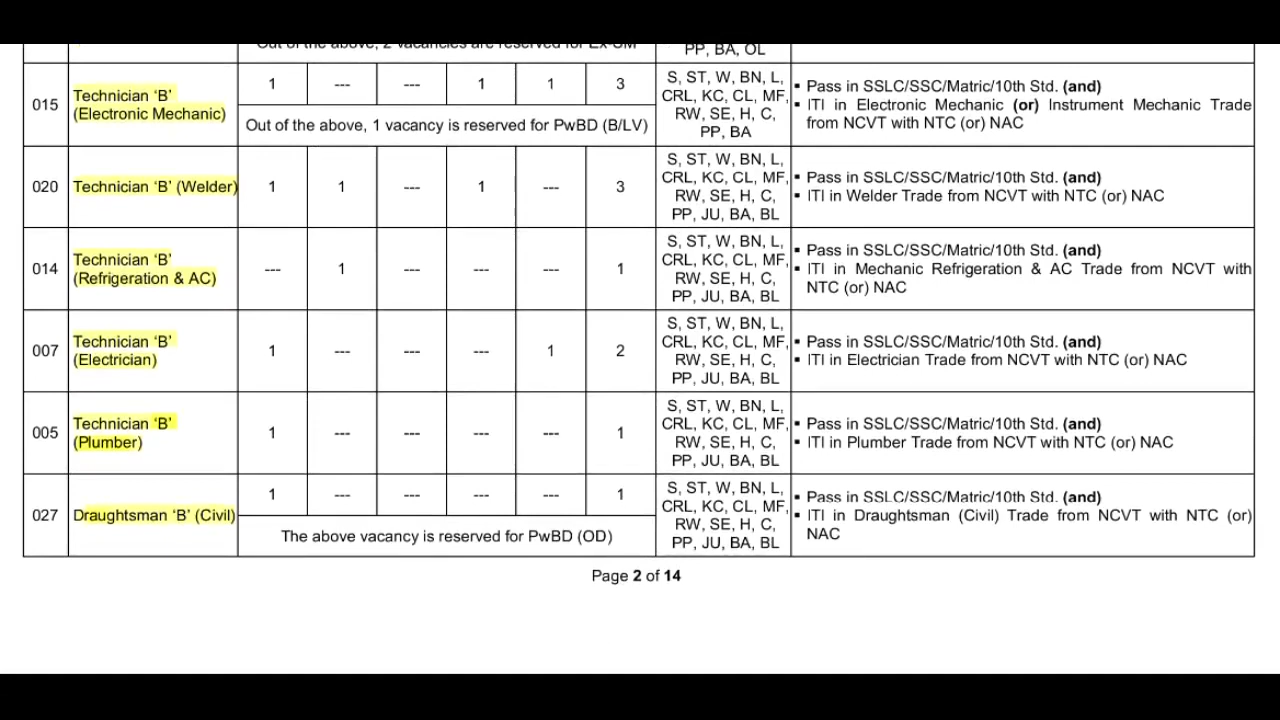 Out of the above, 2 vacancies are reserved for Ex-SM
PP, BA, OL
015
Technician ‘B’
(Electronic Mechanic)
1 --- --- 1 1 3
Out of the above, 1 vacancy is reserved for PwBD (B/LV)
S, ST, W, BN, L,
CRL, KC, CL, MF,
RW, SE, H, C,
PP, BA
▪ Pass in SSLC/SSC/Matric/10th Std. (and)
▪ ITI in Electronic Mechanic (or) Instrument Mechanic Trade
from NCVT with NTC (or) NAC
020
Technician ‘B’ (Welder)
1 1 --- 1 --- 3
S, ST, W, BN, L,
CRL, KC, CL, MF,
RW, SE, H, C,
PP, JU, BA, BL
▪ Pass in SSLC/SSC/Matric/10th Std. (and)
▪ ITI in Welder Trade from NCVT with NTC (or) NAC
014
Technician ‘B’
(Refrigeration & AC)
--- 1 --- --- --- 1
S, ST, W, BN, L,
CRL, KC, CL, MF,
RW, SE, H, C,
PP, JU, BA, BL
▪ Pass in SSLC/SSC/Matric/10th Std. (and)
▪ ITI in Mechanic Refrigeration & AC Trade from NCVT with
NTC (or) NAC
007
Technician ‘B’
(Electrician)
1 --- --- --- 1 2
S, ST, W, BN, L,
CRL, KC, CL, MF,
RW, SE, H, C,
PP, JU, BA, BL
▪ Pass in SSLC/SSC/Matric/10th Std. (and)
▪ ITI in Electrician Trade from NCVT with NTC (or) NAC
005
Technician ‘B’
(Plumber)
1 --- --- --- --- 1
S, ST, W, BN, L,
CRL, KC, CL, MF,
RW, SE, H, C,
PP, JU, BA, BL
▪ Pass in SSLC/SSC/Matric/10th Std. (and)
▪ ITI in Plumber Trade from NCVT with NTC (or) NAC
027
Draughtsman ‘B’ (Civil)
1 --- --- --- --- 1
The above vacancy is reserved for PwBD (OD)
S, ST, W, BN, L,
CRL, KC, CL, MF,
RW, SE, H, C,
PP, JU, BA, BL
▪ Pass in SSLC/SSC/Matric/10th Std. (and)
▪ ITI in Draughtsman (Civil) Trade from NCVT with NTC (or)
NAC
Page 2 of 14